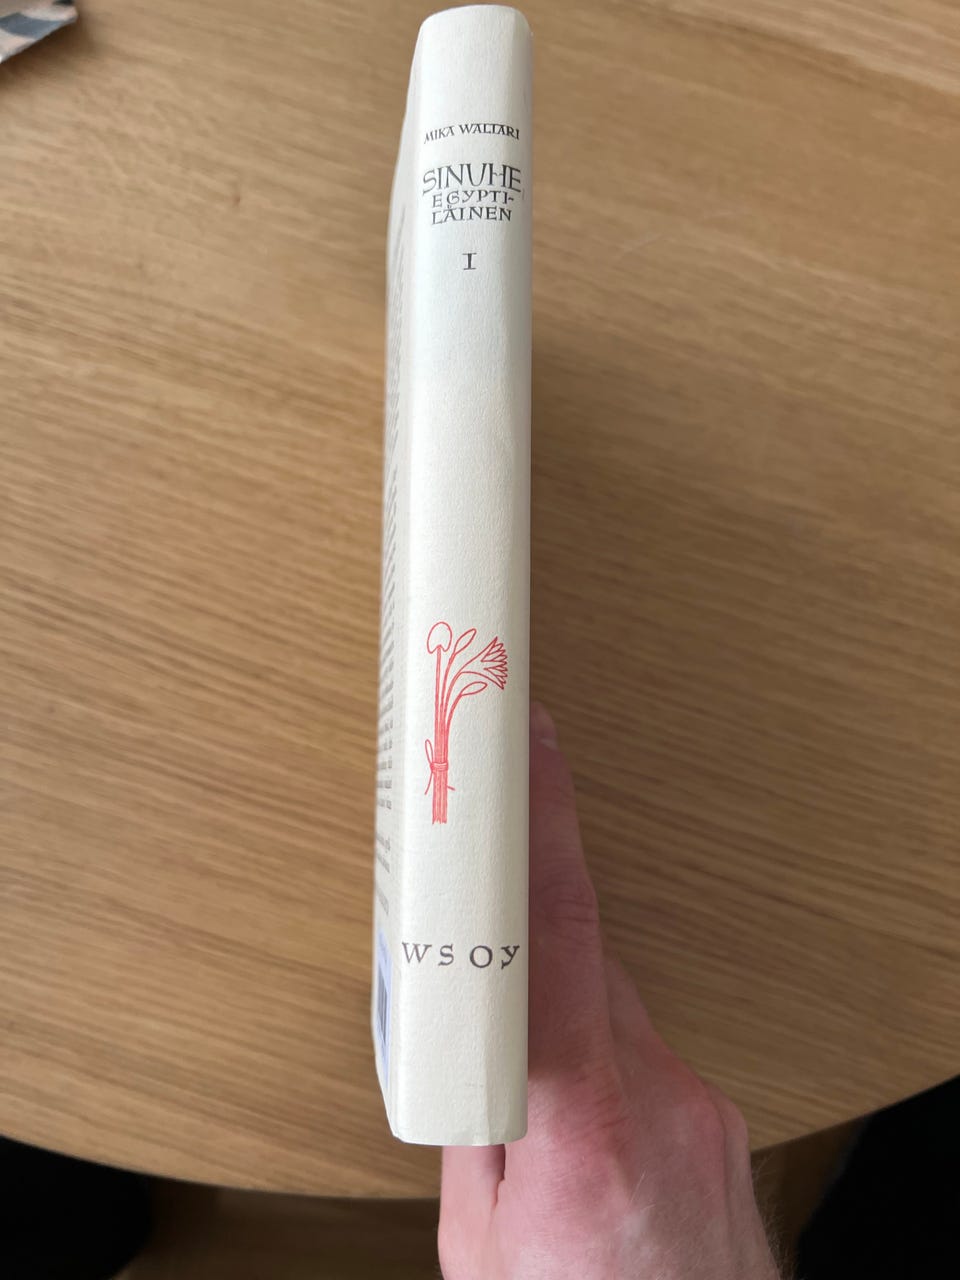 MIKA WALTARI
SINUHE,
EGYPTI-
LÄINEN
I
WSOY